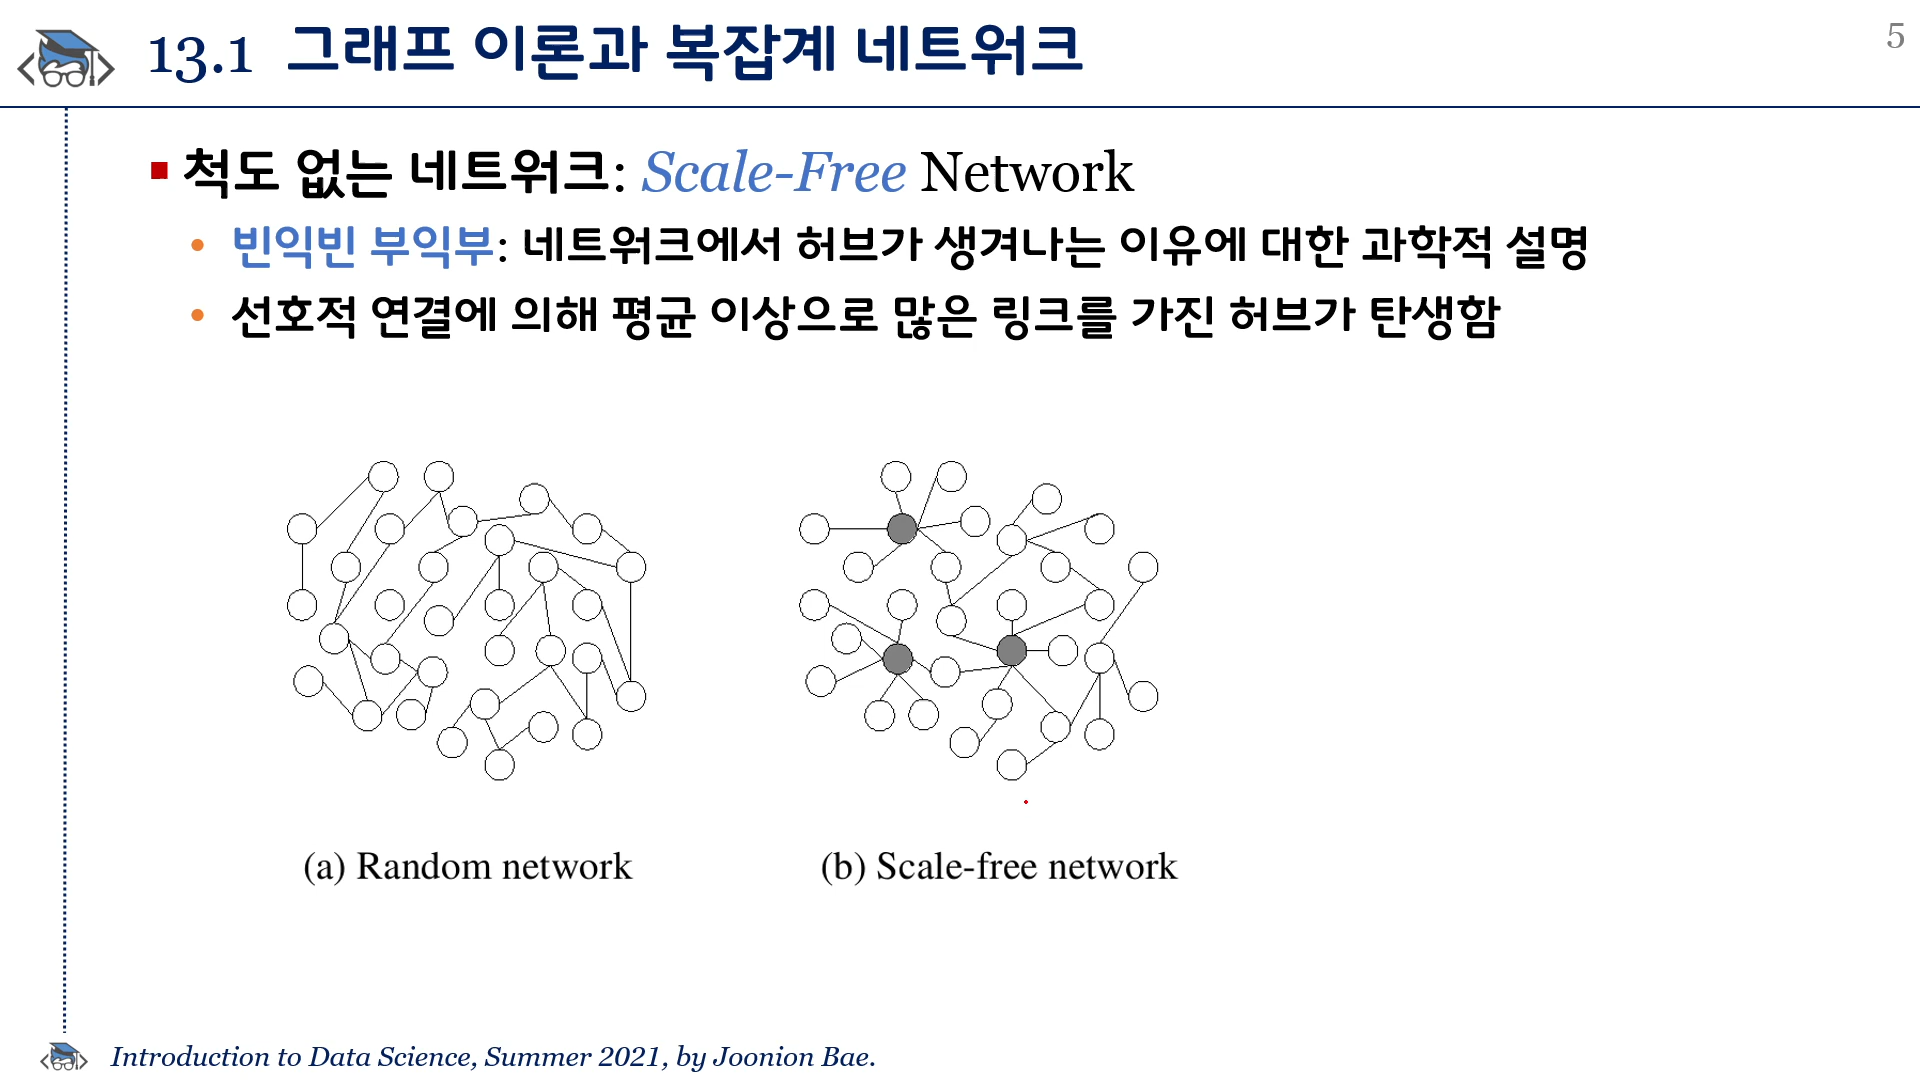 13.1 그래프 이론과 복잡계 네트워크
5
척도 없는 네트워크: Scale-Free Network
빈익빈 부익부: 네트워크에서 허브가 생겨나는 이유에 대한 과학적 설명
선호적 연결에 의해 평균 이상으로 많은 링크를 가진 허브가 탄생함
(a) Random network
(b) Scale-free network
Introduction to Data Science, Summer 2021, by Joonion Bae.